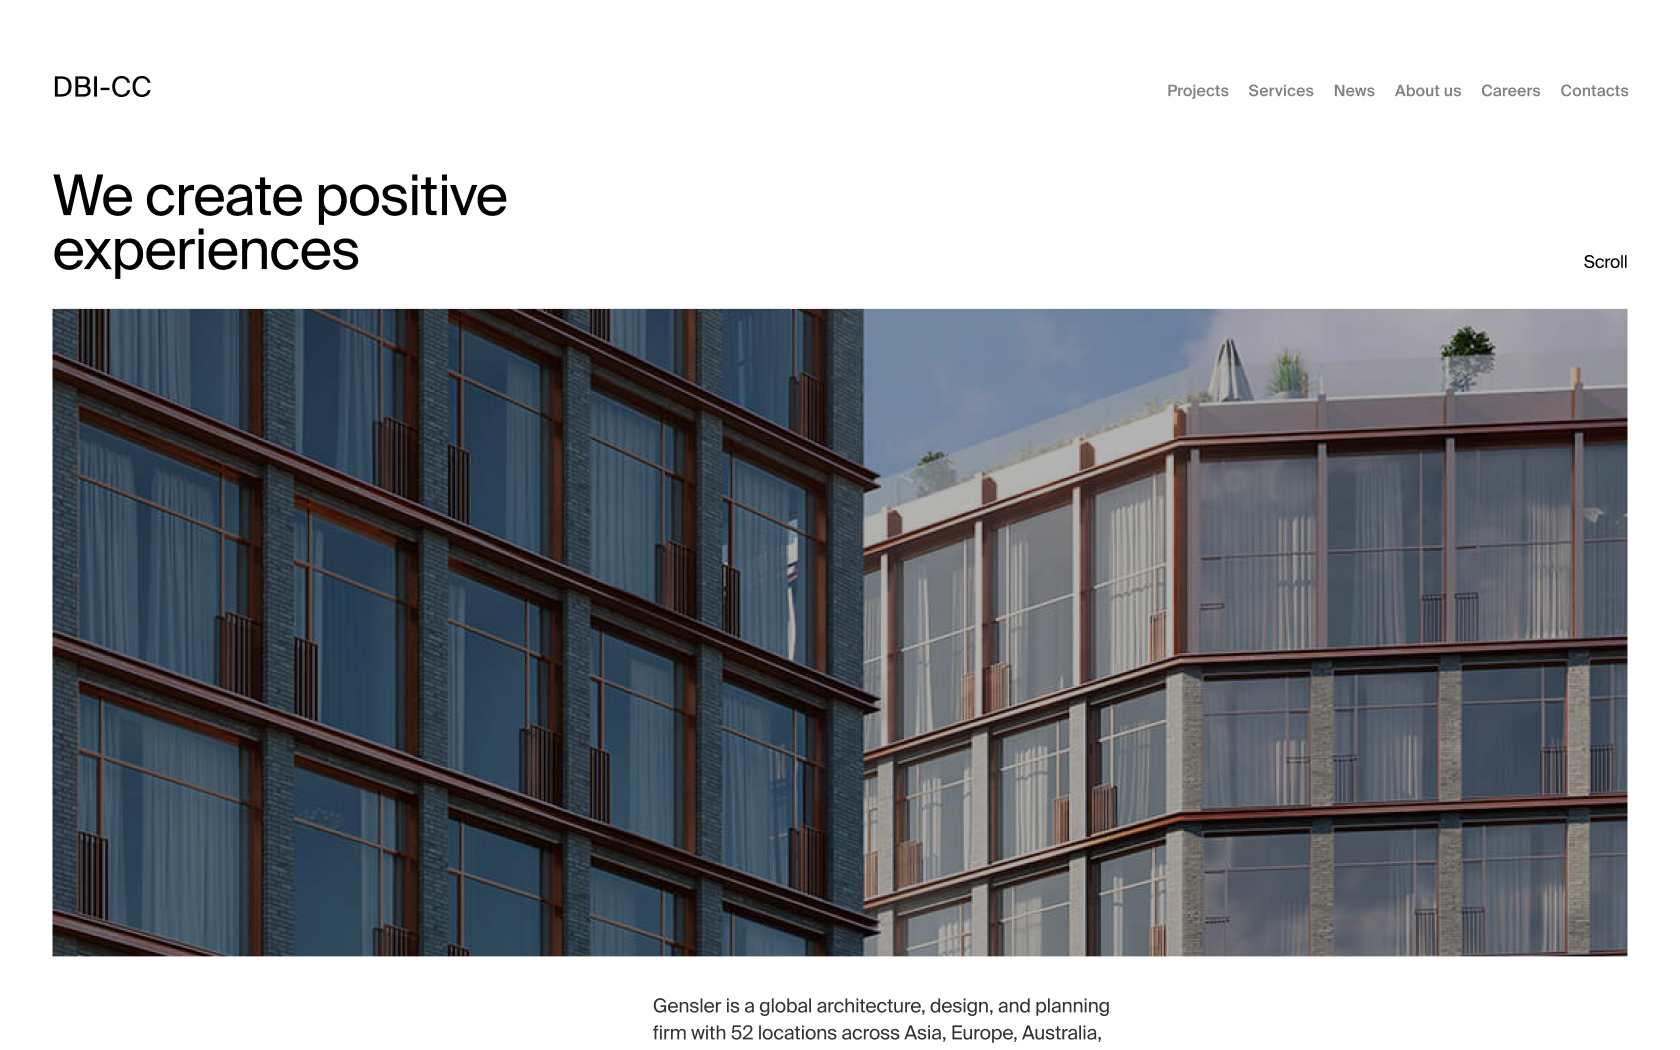 DBI-CC
Projects Services News About us Careers Contacts
We create positive
experiences
Scroll
Gensler is a global architecture, design, and planning
firm with 52 locations across Asia, Europe, Australia,